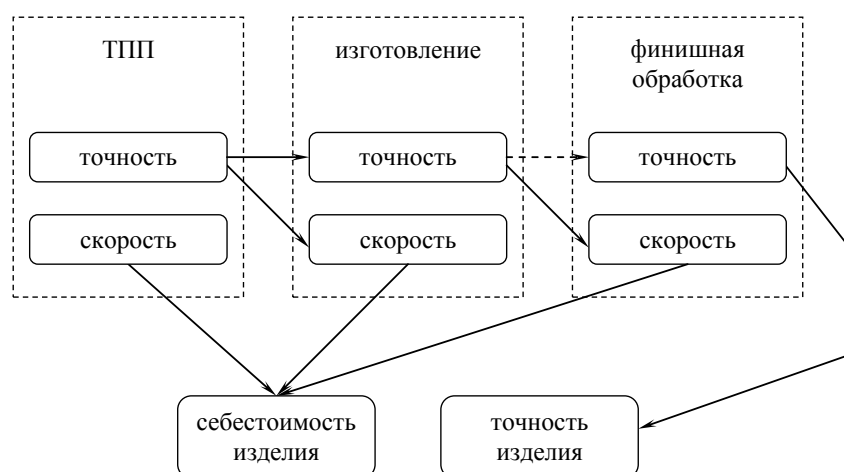 ТПП
изготовление
финишная
обработка
точность
точность
точность
скорость
скорость
скорость
себестоимость
изделия
точность
изделия